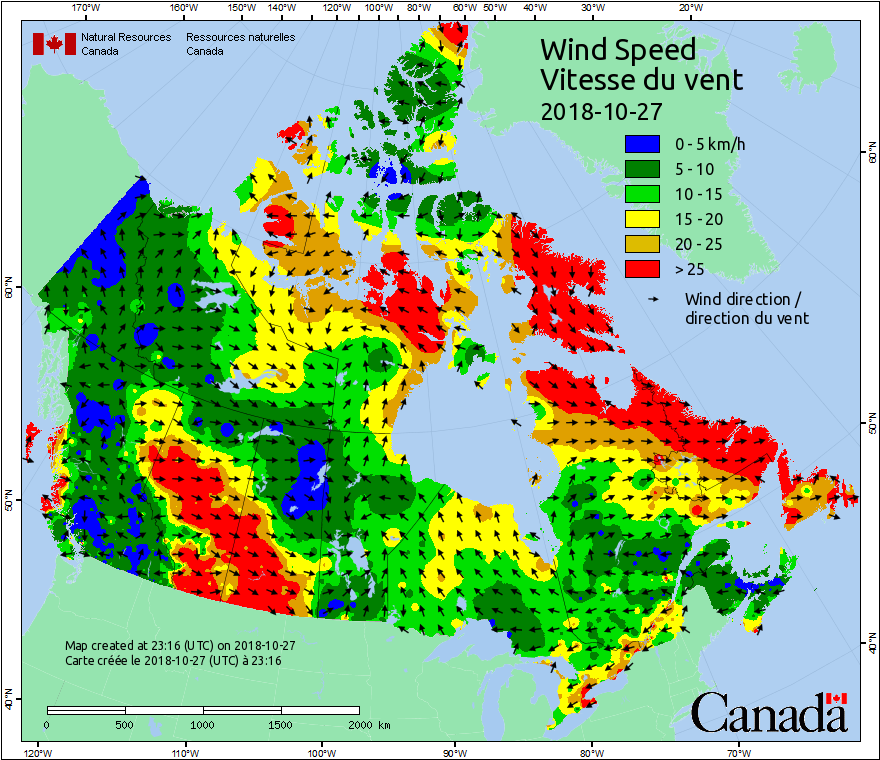 170°W 160°W 150°W 140°W 130°W 120°W 110°W 100°W 90°W 80°W 70°W 60°W 50°W 40°W 30°W 20°W
Natural Resources Ressources naturelles
Canada Canada
Wind Speed
Vitesse du vent
2018-10-27
0 - 5 km/h
5 - 10
10 - 15
15 - 20
20 - 25
> 25
Wind direction /
direction du vent
60°N
60°N
50°N
50°N
40°N
40°N
Map created at 23:16 (UTC) on 2018-10-27
Carte créée le 2018-10-27 (UTC) à 23:16
0 500 1000 1500 2000 km
Canada
120°W 110°W 100°W 90°W 80°W 70°W